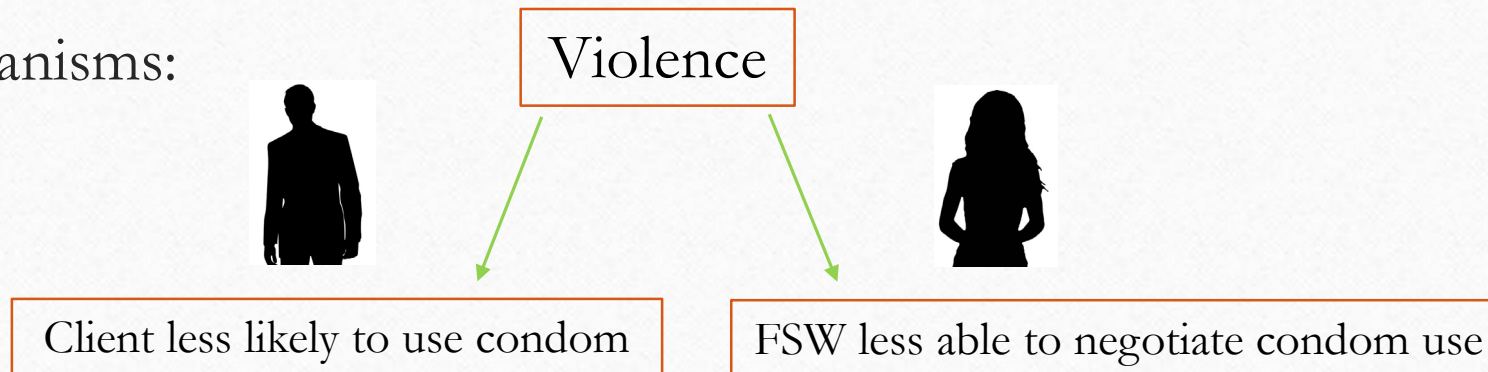 anisms:
Violence
Client less likely to use condom
FSW less able to negotiate condom use